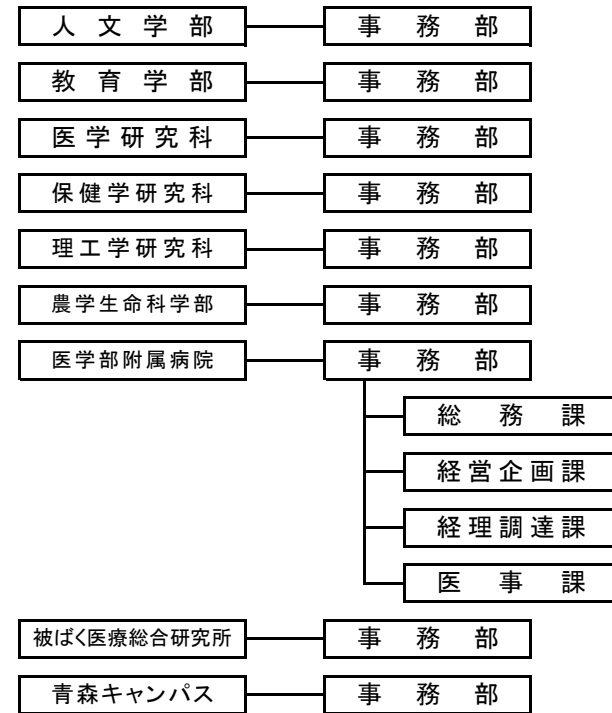 人文学部 事務部
教育学部 事務部
医学研究科 事務部
保健学研究科 事務部
理工学研究科 事務部
農学生命科学部 事務部
医学部附属病院 事務部
総務課
経営企画課
経理調達課
医事課
被ばく医療総合研究所 事務部
青森キャンパス 事務部